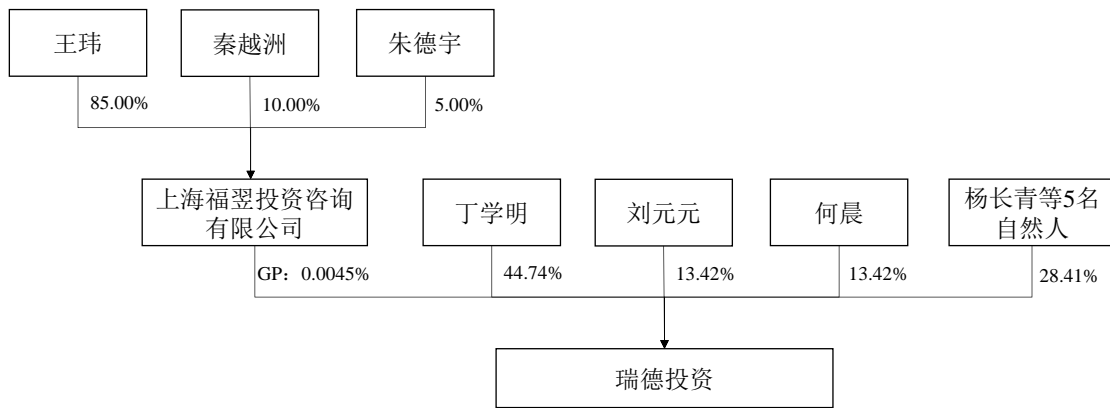 王玮
秦越洲
朱德宇
85.00%
10.00%
5.00%
上海福翌投资咨询
有限公司
丁学明
刘元元
何晨
杨长青等5名
自然人
GP：0.0045%
44.74%
13.42%
13.42%
28.41%
瑞德投资